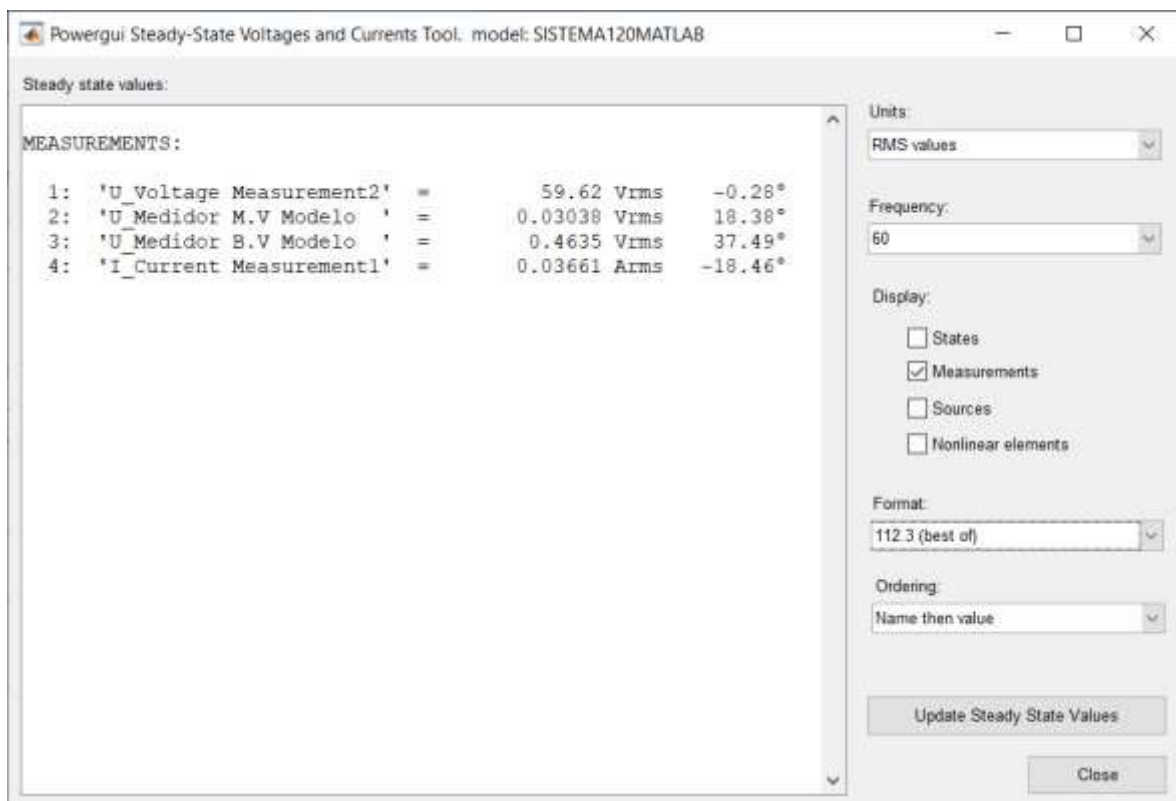 Powergui Steady-State Voltages and Currents Tool. model: SISTEMA120MATLAB
Steady state values:
MEASUREMENTS:
1: 'U_Voltage Measurement2' = 59.62 Vrms -0.28°
2: 'U_Medidor M.V Modelo ' = 0.03038 Vrms 18.38°
3: 'U_Medidor B.V Modelo ' = 0.4635 Vrms 37.49°
4: 'I_Current Measurement1' = 0.03661 Arms -18.46°
Units:
RMS values
Frequency:
60
Display:
States
Measurements
Sources
Nonlinear elements
Format:
112.3 (best of)
Ordering:
Name then value
Update Steady State Values
Close